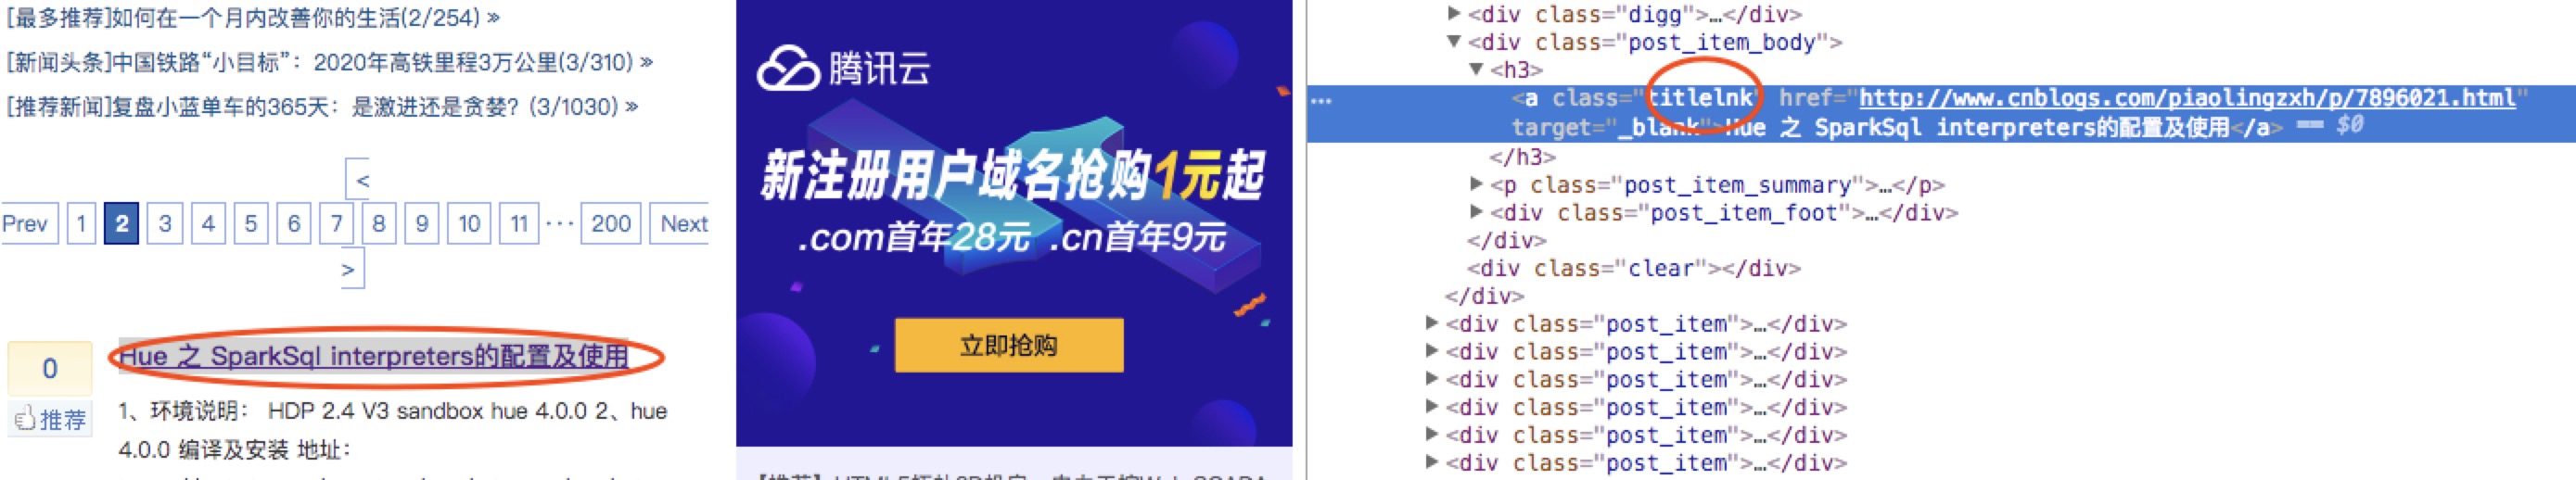 [最多推荐]如何在一个月内改善你的生活(2/254) »
[新闻头条]中国铁路“小目标”：2020年高铁里程3万公里(3/310) »
[推荐新闻]复盘小蓝单车的365天：是激进还是贪婪？(3/1030) »
<
Prev 1 2 3 4 5 6 7 8 9 10 11 ··· 200 Next
>
0
推荐
Hue 之 SparkSql interpreters的配置及使用
1、环境说明： HDP 2.4 V3 sandbox hue 4.0.0 2、hue
4.0.0 编译及安装 地址：
腾讯云
新注册用户域名抢购1元起
.com首年28元 .cn首年9元
立即抢购
<div class="digg">…</div>
<div class="post_item_body">
<h3>
<a class="titlelnk" href="http://www.cnblogs.com/piaolingzxh/p/7896021.html"
target="_blank">Hue 之 SparkSql interpreters的配置及使用</a> == $0
</h3>
<p class="post_item_summary">…</p>
<div class="post_item_foot">…</div>
</div>
<div class="clear"></div>
</div>
<div class="post_item">…</div>
<div class="post_item">…</div>
<div class="post_item">…</div>
<div class="post_item">…</div>
<div class="post_item">…</div>
<div class="post_item">…</div>